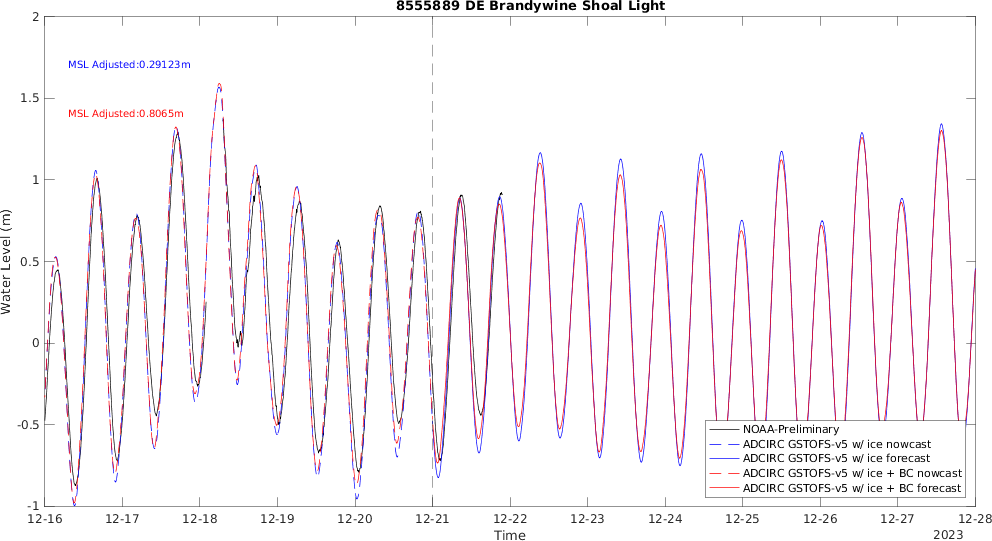 8555889 DE Brandywine Shoal Light
2
1.5
1
0.5
0
-0.5
-1
Water Level (m)
MSL Adjusted:0.29123m
MSL Adjusted:0.8065m
NOAA-Preliminary
ADCIRC GSTOFS-v5 w/ ice nowcast
ADCIRC GSTOFS-v5 w/ ice forecast
ADCIRC GSTOFS-v5 w/ ice + BC nowcast
ADCIRC GSTOFS-v5 w/ ice + BC forecast
12-16 12-17 12-18 12-19 12-20 12-21 12-22 12-23 12-24 12-25 12-26 12-27 12-28
Time
2023